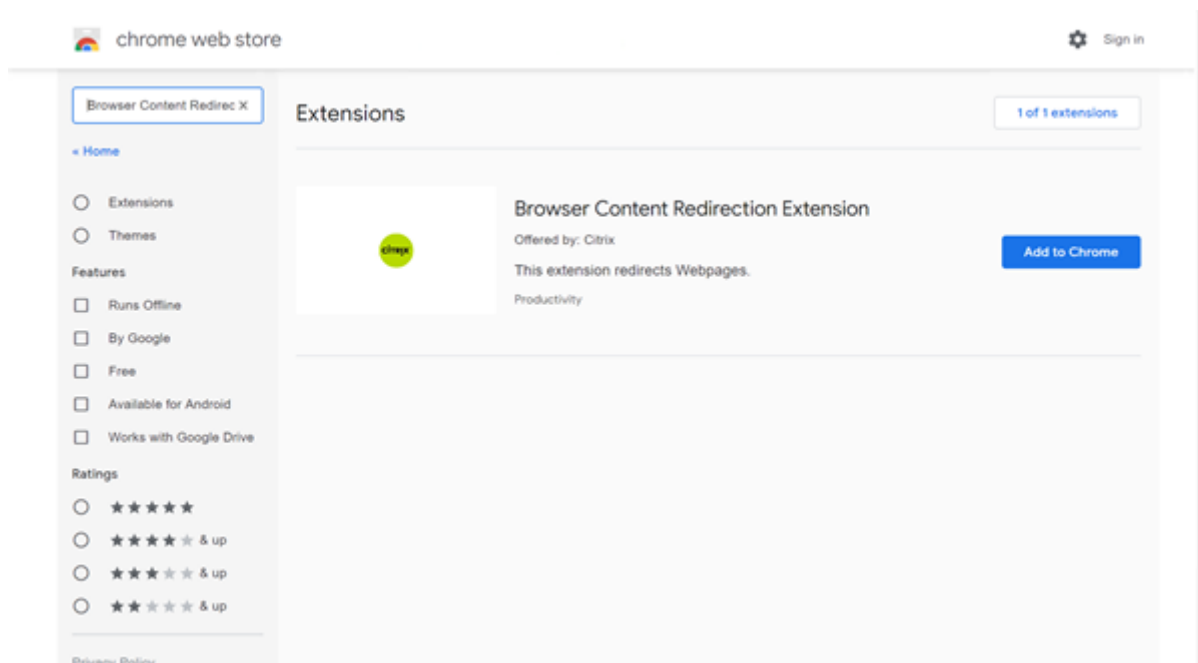 chrome web store
Sign in
Browser Content Redirec
« Home
Extensions
Themes
Features
Runs Offline
By Google
Free
Available for Android
Works with Google Drive
Ratings
& up
& up
& up
Privacy Policy
Extensions
1 of 1 extensions
citrix
Browser Content Redirection Extension
Offered by: Citrix
This extension redirects Webpages.
Productivity
Add to Chrome